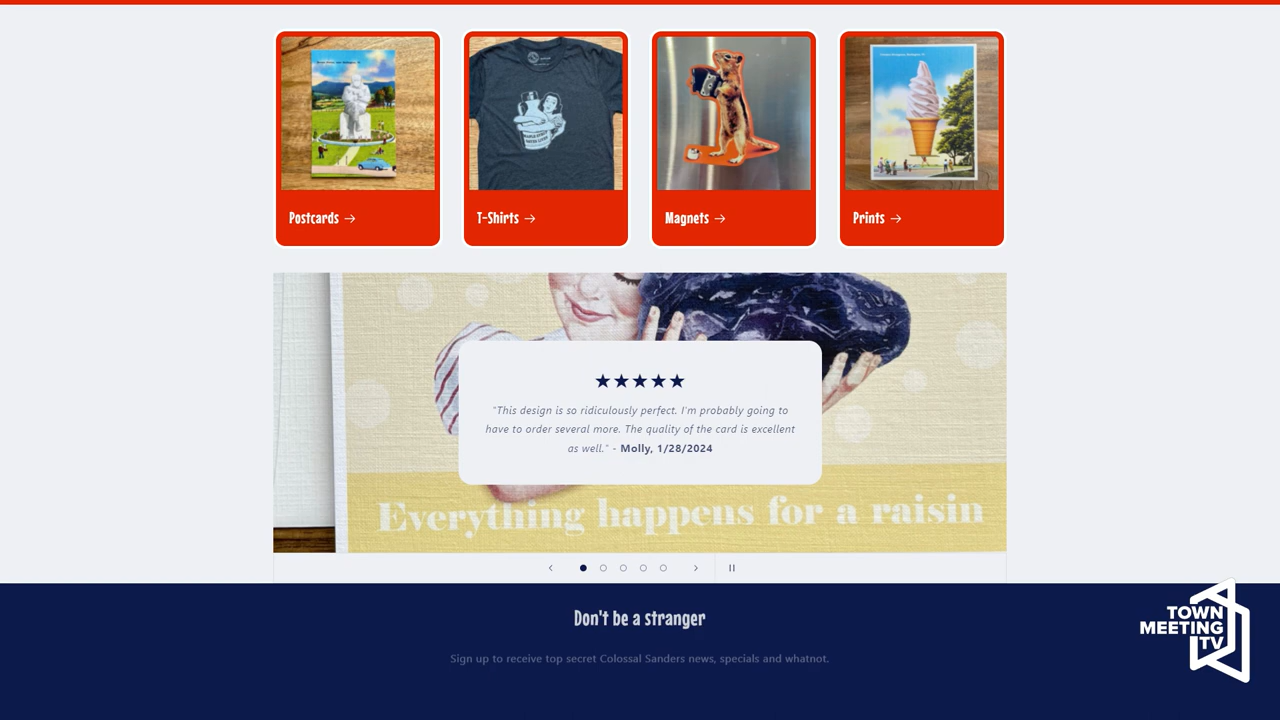 Postcards →
T-Shirts →
Magnets →
Prints →
★★★★★
"This design is so ridiculously perfect. I'm probably going to
have to order several more. The quality of the card is excellent
as well." - Molly, 1/28/2024
Everything happens for a raisin
Don't be a stranger
Sign up to receive top secret Colossal Sanders news, specials and whatnot.
TOWN
MEETING
TV